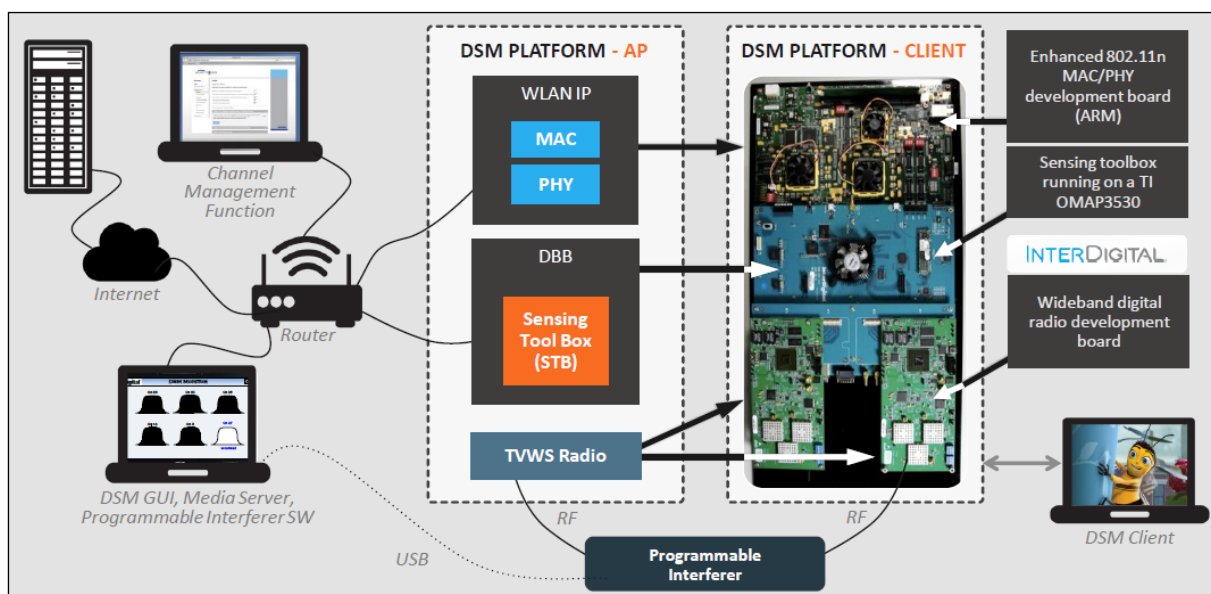 DSM PLATFORM - AP
DSM PLATFORM - CLIENT
WLAN IP
MAC
PHY
DBB
Sensing
Tool Box
(STB)
TVWS Radio
Enhanced 802.11n
MAC/PHY
development board
(ARM)
Sensing toolbox
running on a TI
OMAP3530
INTERDIGITAL
Wideband digital
radio development
board
Channel
Management
Function
Internet
Router
DSM GUI, Media Server,
Programmable Interferer SW
USB
RF
RF
Programmable
Interferer
DSM Client